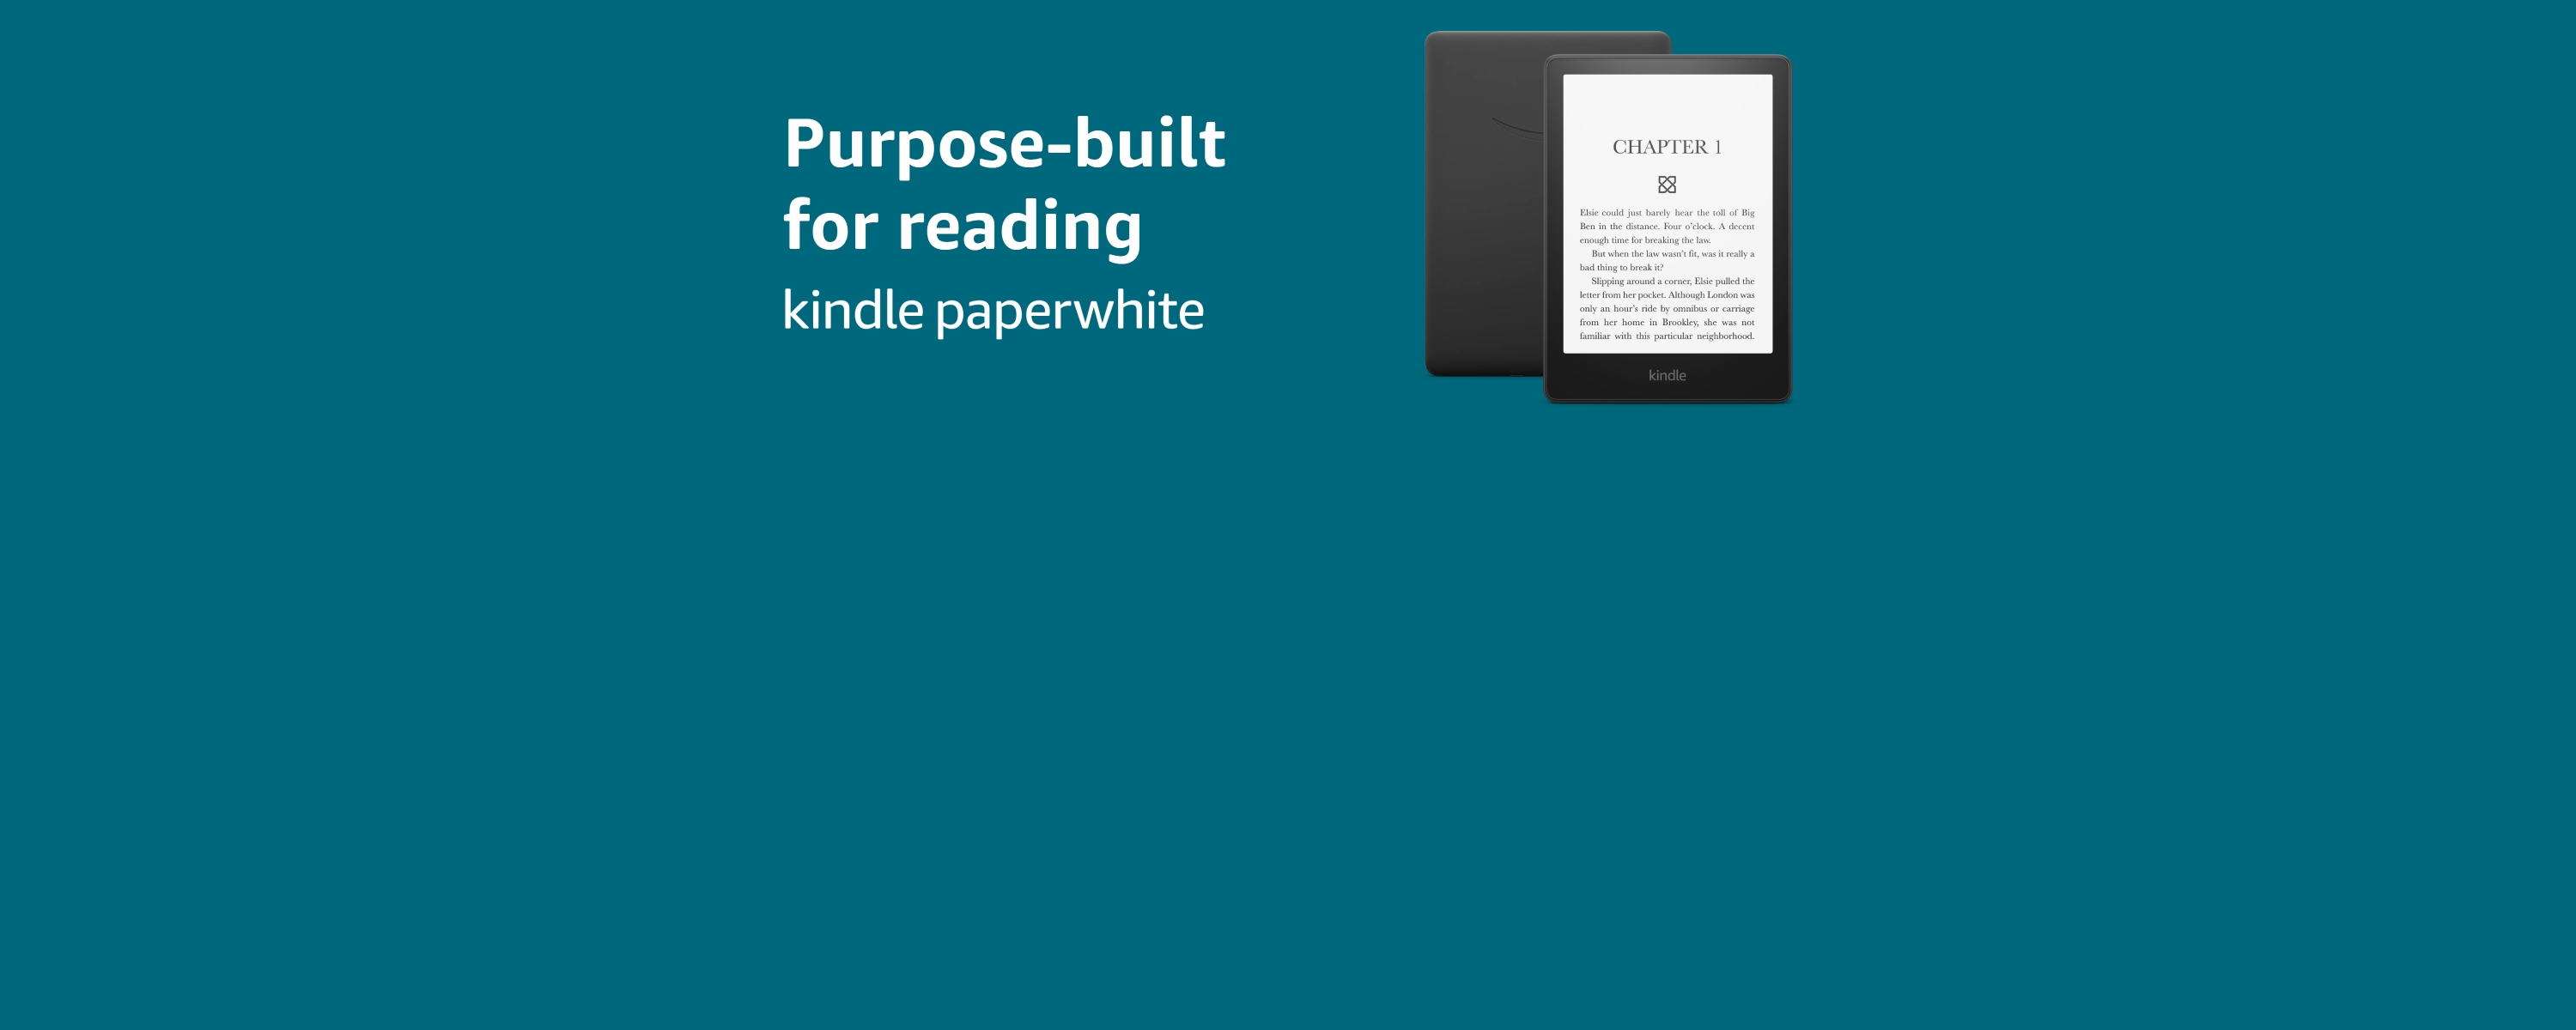 Purpose-built
for reading
kindle paperwhite
CHAPTER 1
Elsie could just barely hear the toll of Big
Ben in the distance. Four o’clock. A decent
enough time for breaking the law.
But when the law wasn’t fit, was it really a
bad thing to break it?
Slipping around a corner, Elsie pulled the
letter from her pocket. Although London was
only an hour’s ride by omnibus or carriage
from her home in Brookley, she was not
familiar with this particular neighborhood.
kindle